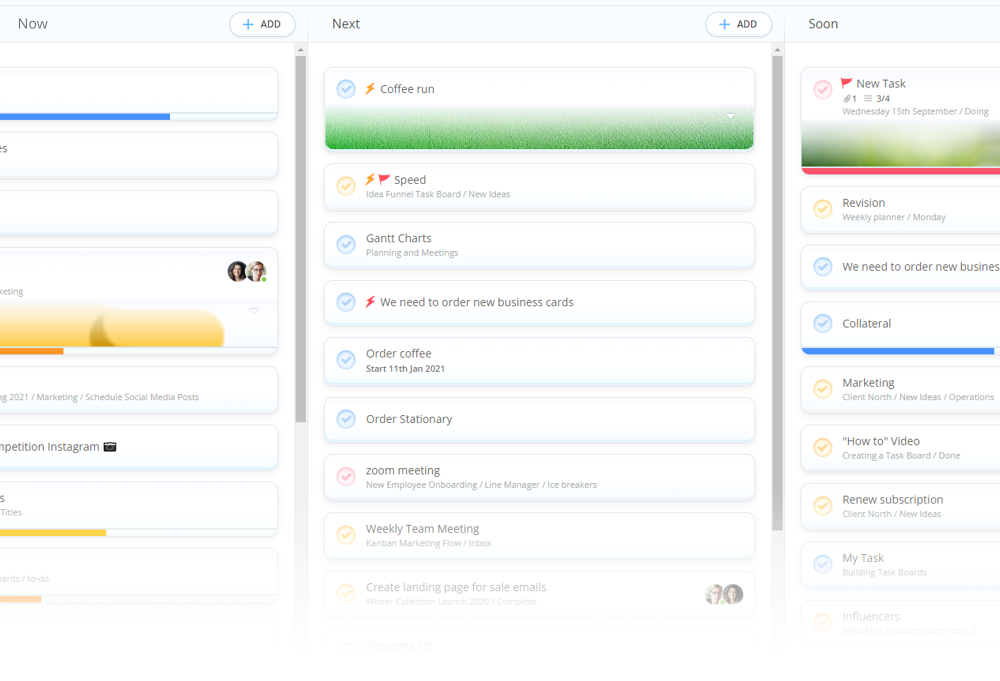 Now
ADD
es
keting
ng 2021 / Marketing / Schedule Social Media Posts
mpetition Instagram
s
Titles
oards / to-do
Next
ADD
Coffee run
Speed
Idea Funnel Task Board / New Ideas
Gantt Charts
Planning and Meetings
We need to order new business cards
Order coffee
Start 11th Jan 2021
Order Stationary
zoom meeting
New Employee Onboarding / Line Manager / Ice breakers
Weekly Team Meeting
Kanban Marketing Flow / Inbox
Create landing page for sale emails
Winter Collection Launch 2020 / Complete
Shopping list
Soon
New Task
1 3/4
Wednesday 15th September / Doing
Revision
Weekly planner / Monday
We need to order new busines
Collateral
Marketing
Client North / New Ideas / Operations
"How to" Video
Creating a Task Board / Done
Renew subscription
Client North / New Ideas
My Task
Building Task Boards
Influencers
Mind Map to Gantt Chart / step 2